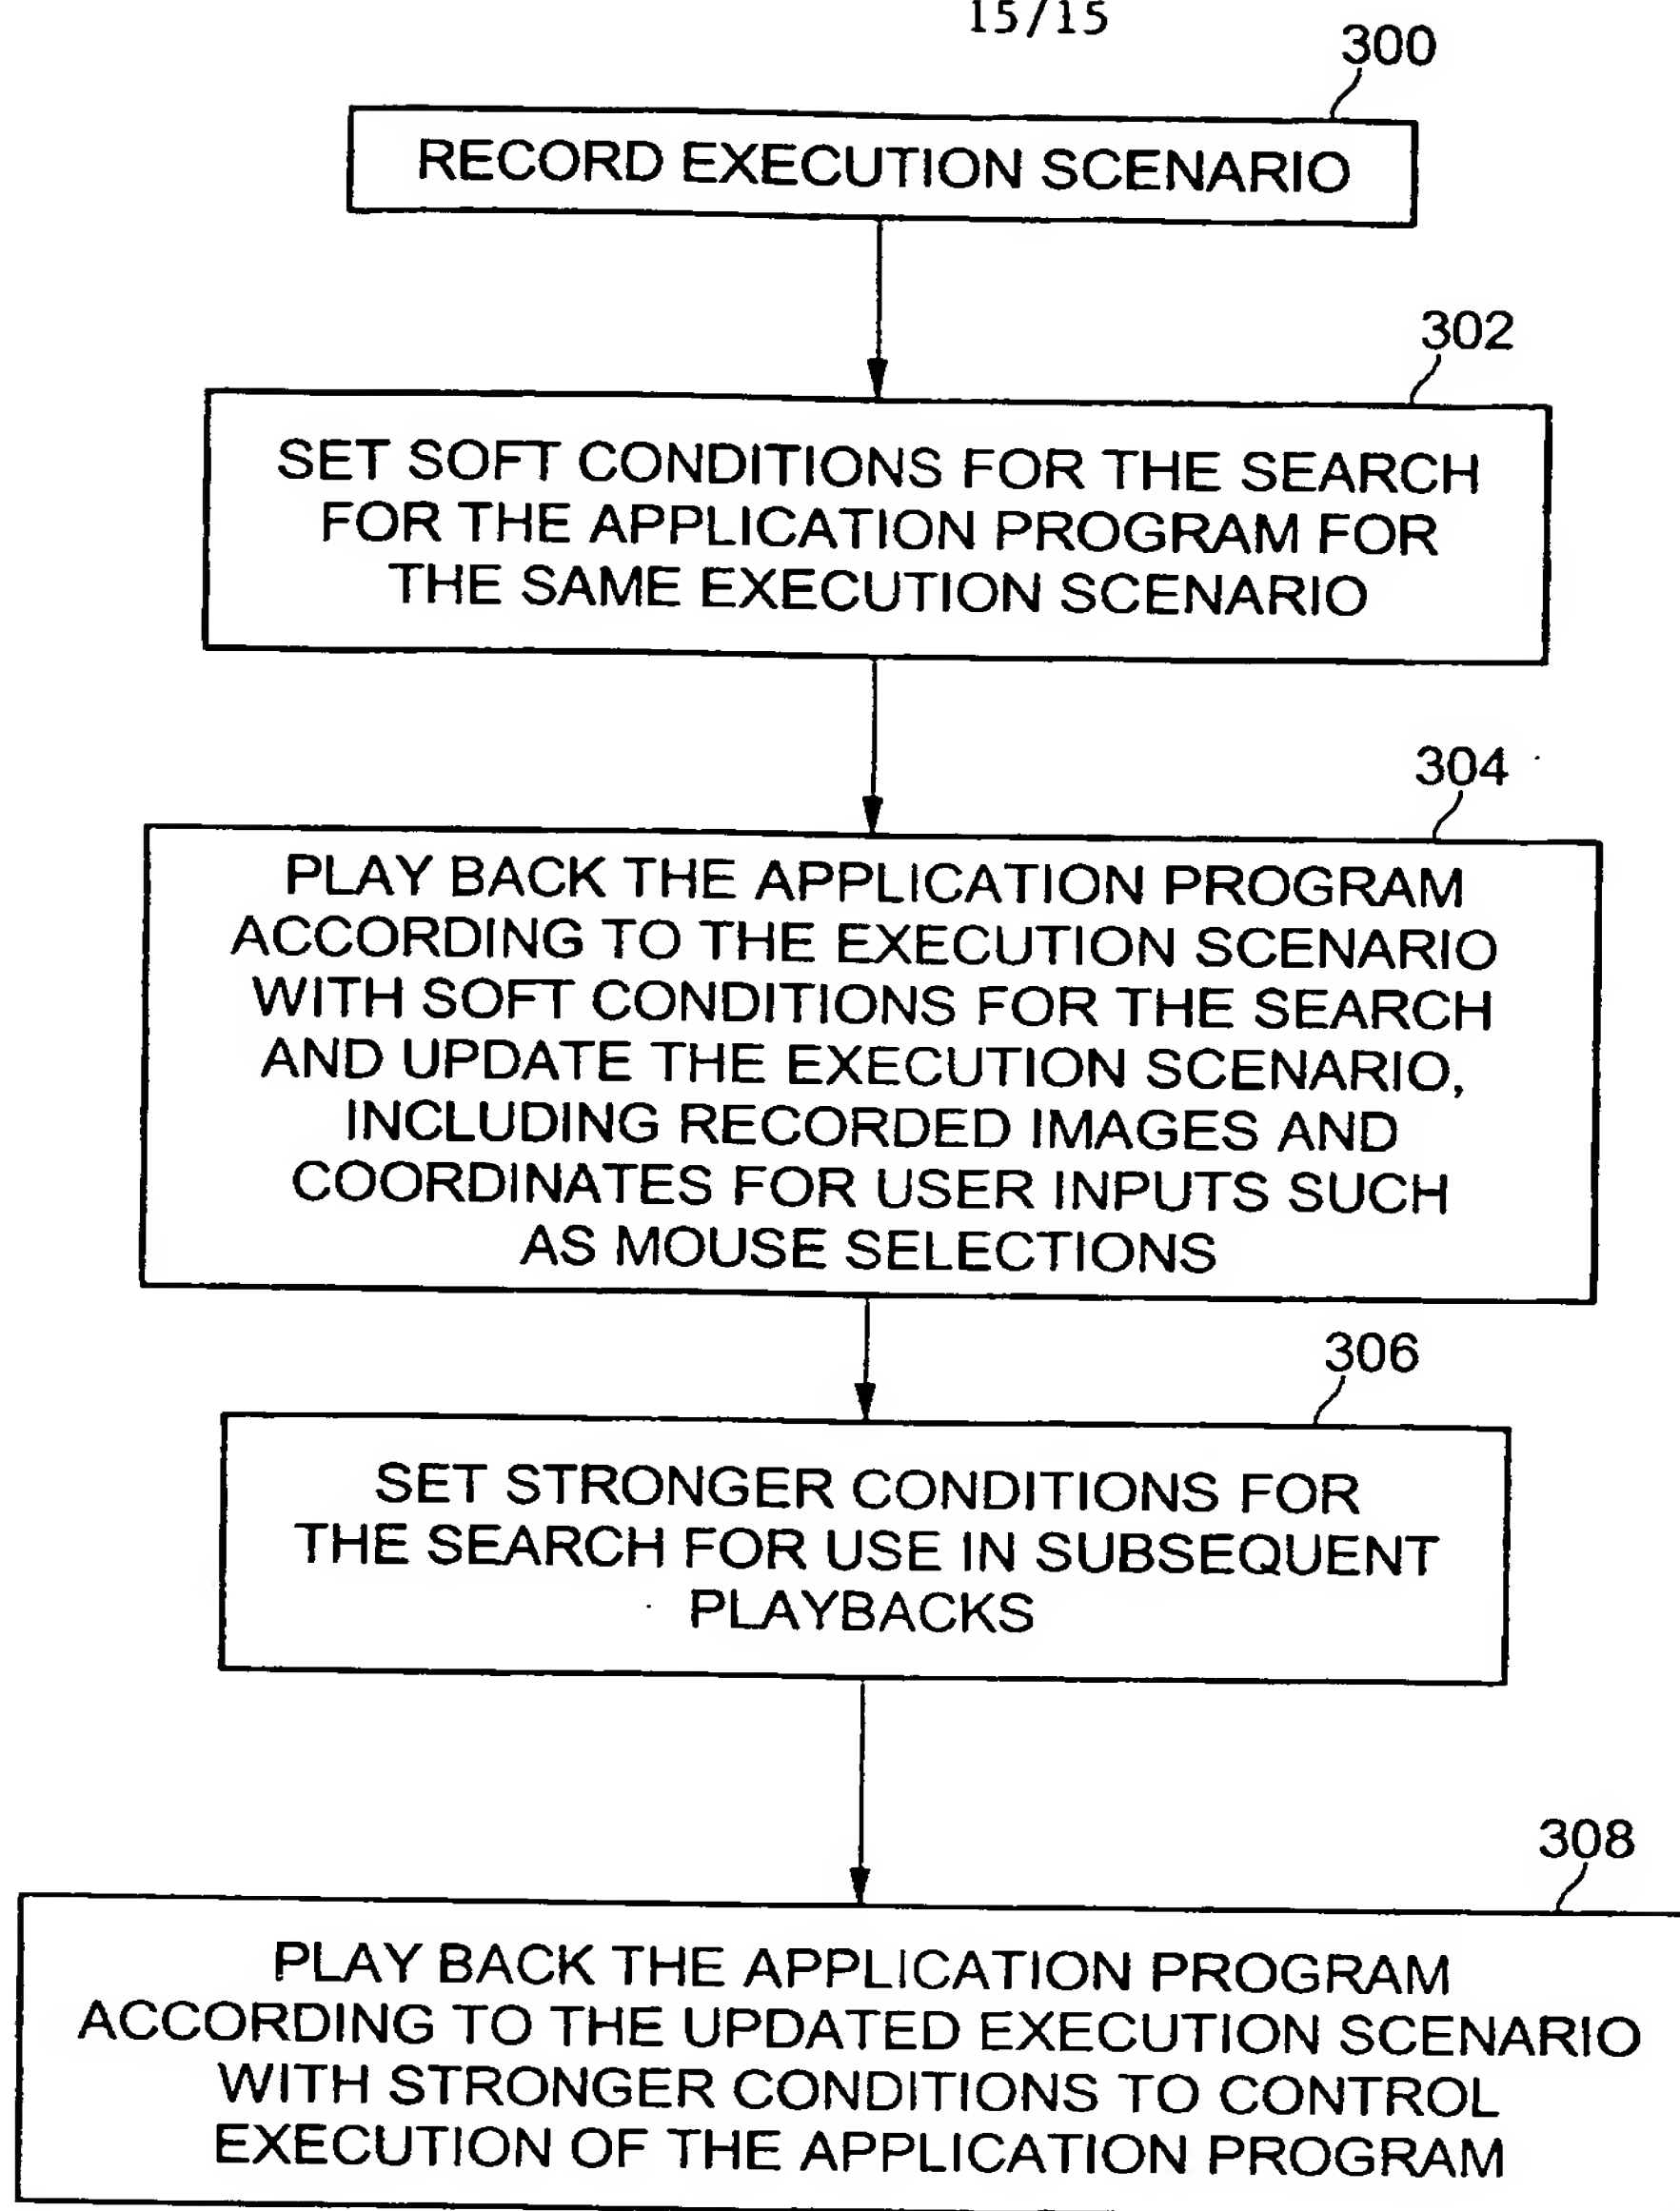 15/15
300
RECORD EXECUTION SCENARIO
302
SET SOFT CONDITIONS FOR THE SEARCH
FOR THE APPLICATION PROGRAM FOR
THE SAME EXECUTION SCENARIO
304
PLAY BACK THE APPLICATION PROGRAM
ACCORDING TO THE EXECUTION SCENARIO
WITH SOFT CONDITIONS FOR THE SEARCH
AND UPDATE THE EXECUTION SCENARIO,
INCLUDING RECORDED IMAGES AND
COORDINATES FOR USER INPUTS SUCH
AS MOUSE SELECTIONS
306
SET STRONGER CONDITIONS FOR
THE SEARCH FOR USE IN SUBSEQUENT
PLAYBACKS
308
PLAY BACK THE APPLICATION PROGRAM
ACCORDING TO THE UPDATED EXECUTION SCENARIO
WITH STRONGER CONDITIONS TO CONTROL
EXECUTION OF THE APPLICATION PROGRAM